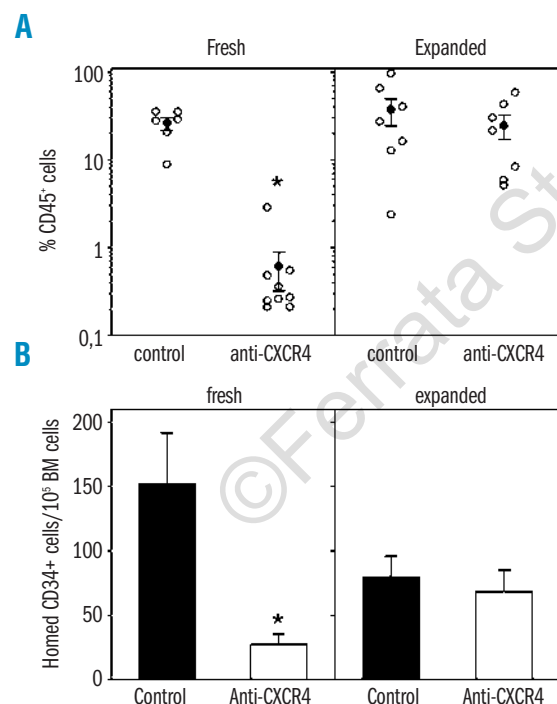 A
Fresh Expanded
100
10
1
0,1
% CD45⁺ cells
*
control anti-CXCR4 control anti-CXCR4
B
fresh expanded
200
150
100
50
0
Homed CD34+ cells/10⁵ BM cells
*
Control Anti-CXCR4 Control Anti-CXCR4
©Ferrata St